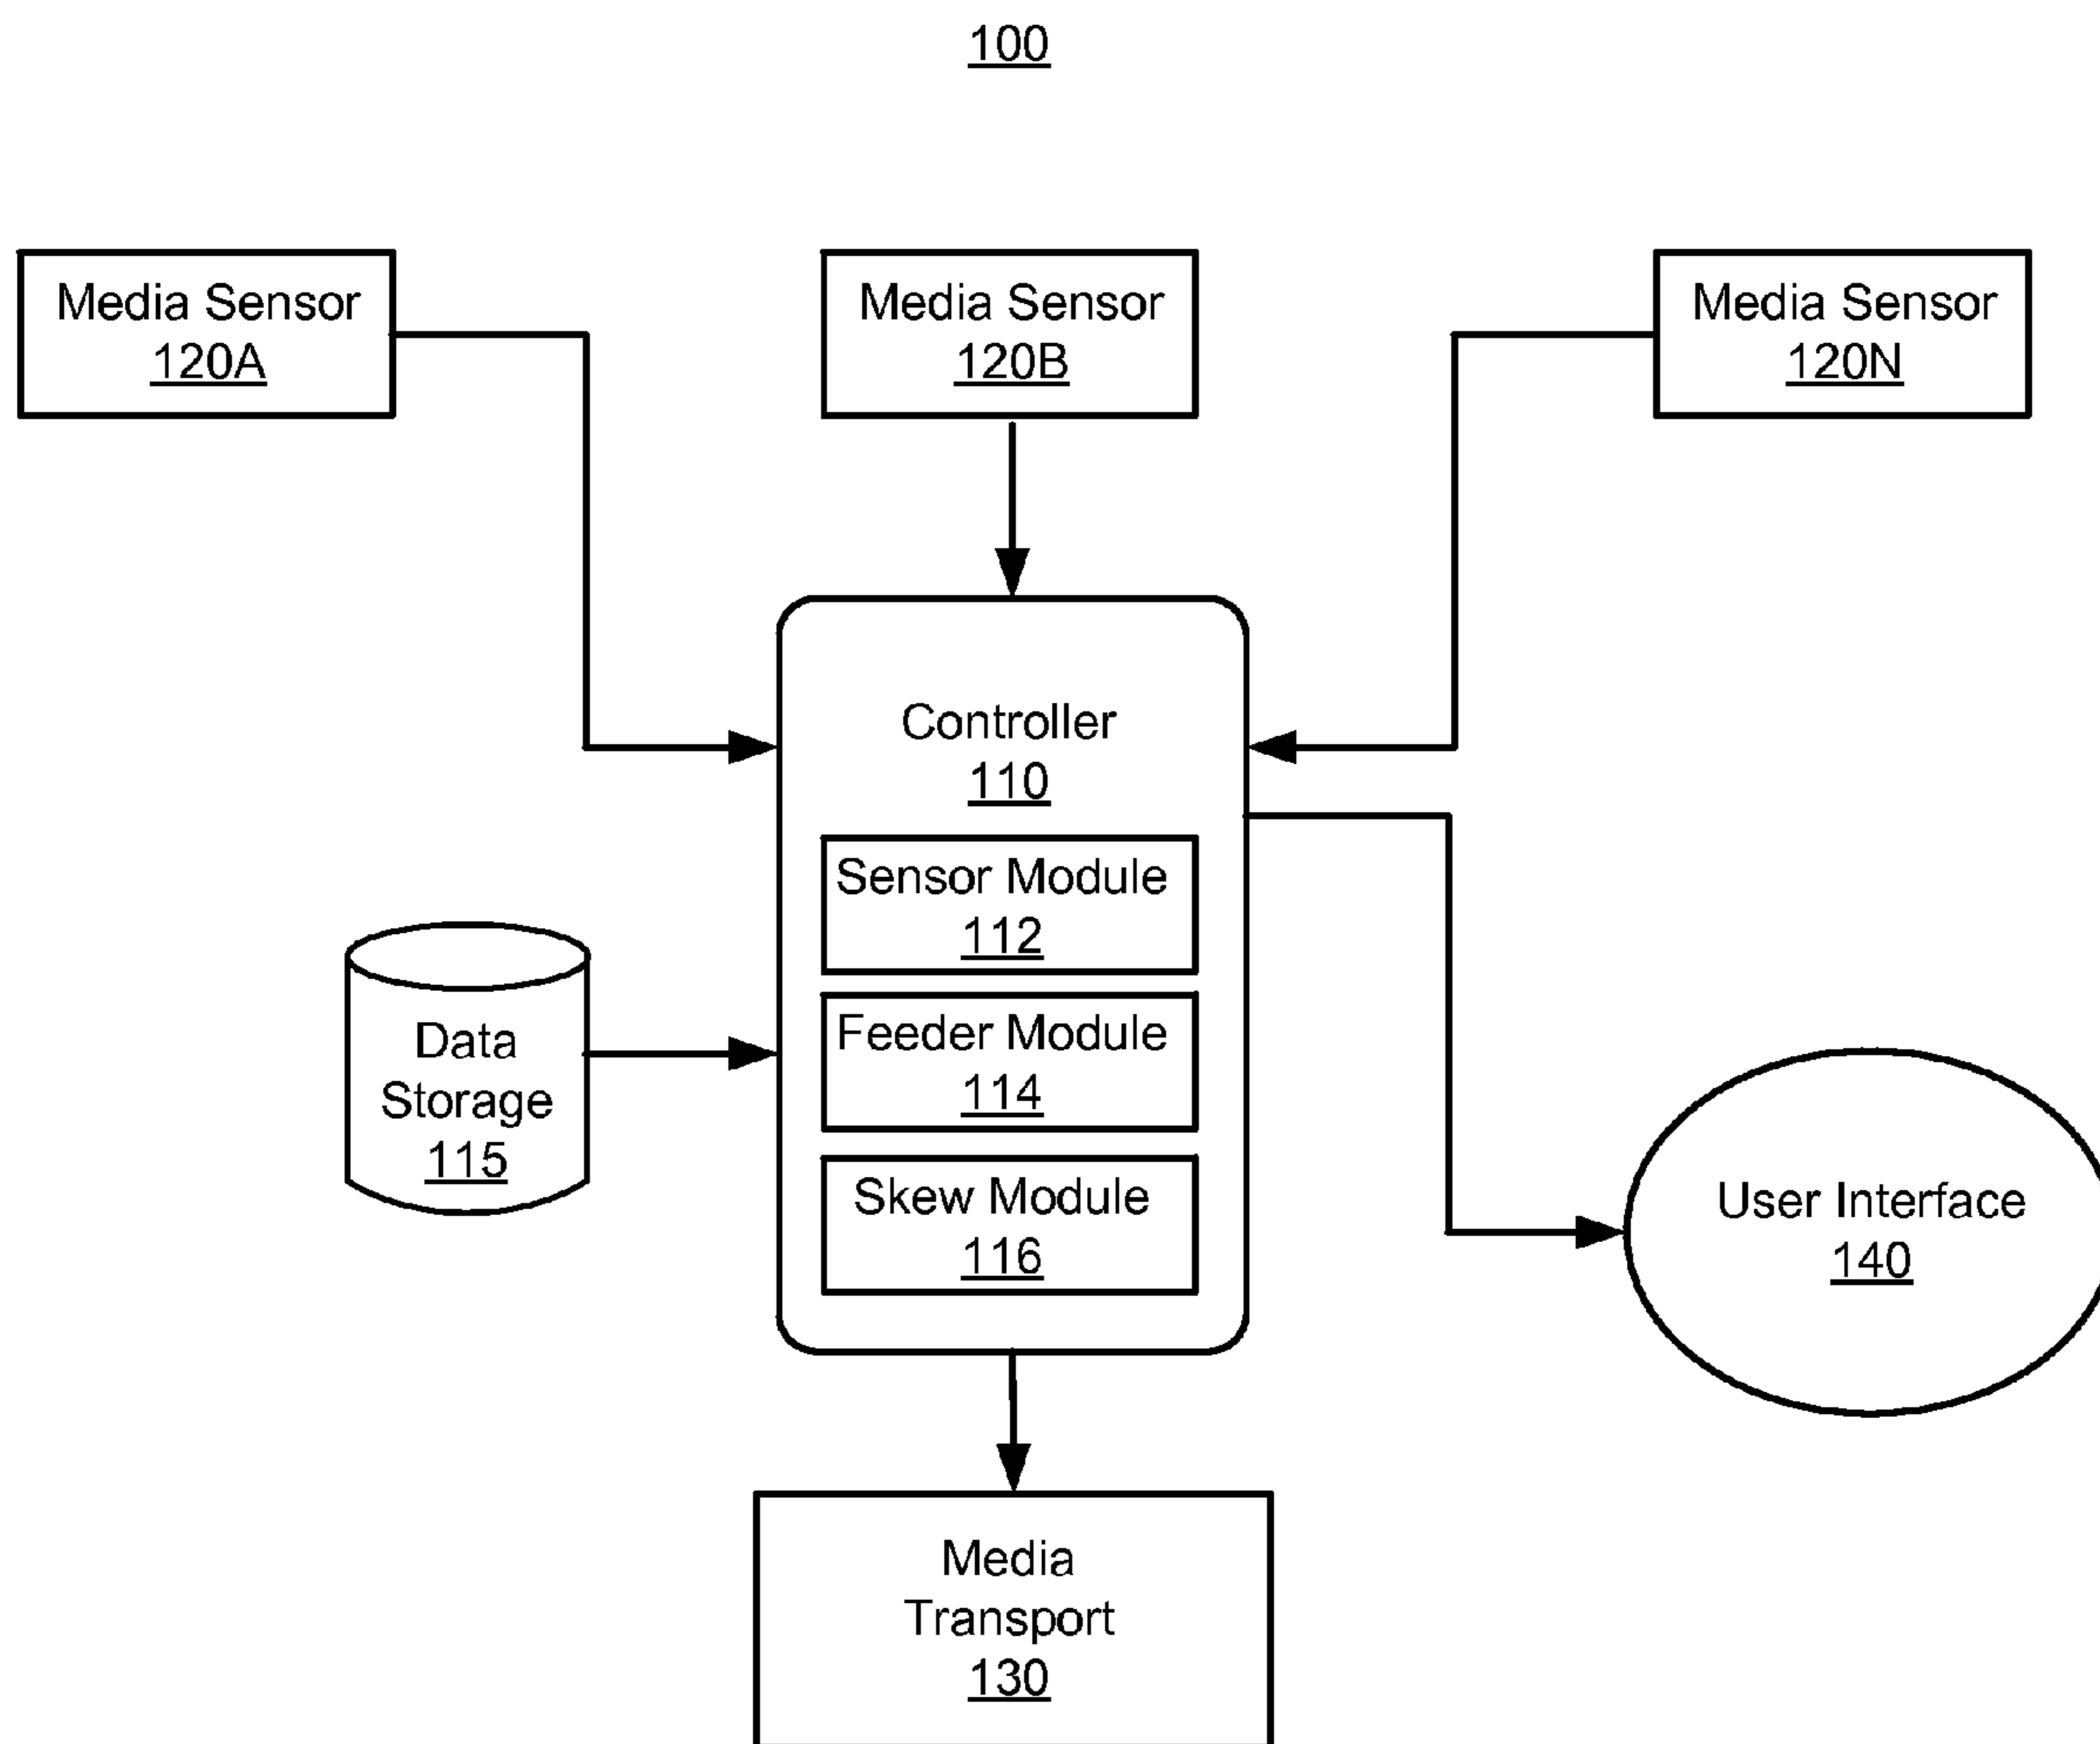 100
Media Sensor
120A
Media Sensor
120B
Media Sensor
120N
Controller
110
Sensor Module
112
Feeder Module
114
Skew Module
116
Data
Storage
115
User Interface
140
Media
Transport
130